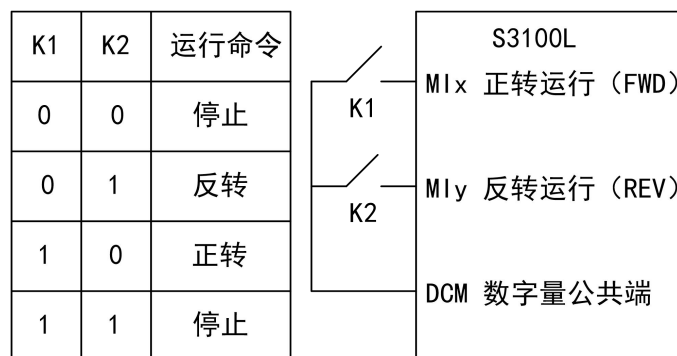 K1 K2 运行命令
0 0 停止
0 1 反转
1 0 正转
1 1 停止
S3100L
K1
MIx 正转运行（FWD）
K2
MIy 反转运行（REV）
DCM 数字量公共端